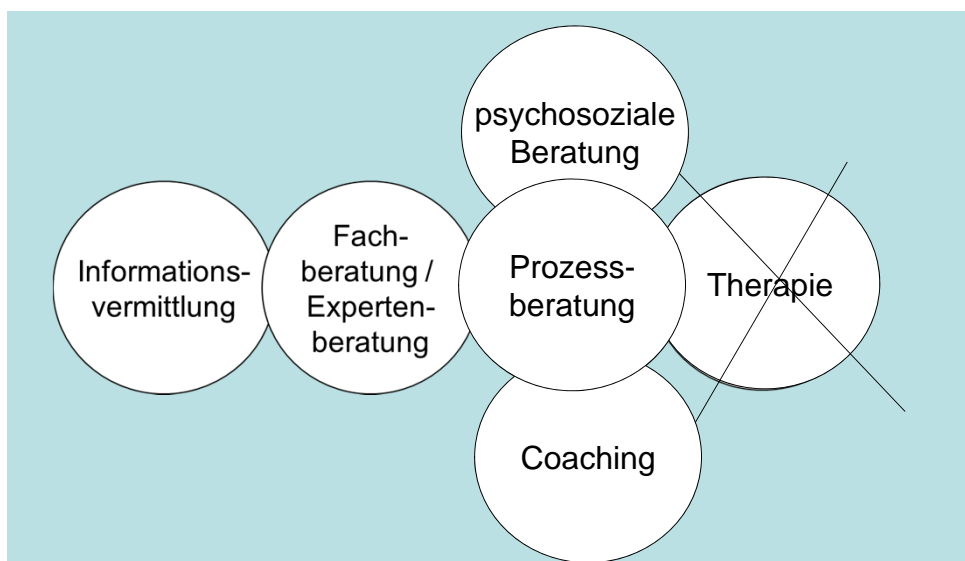 psychosoziale
Beratung
Informations-
vermittlung
Fach-
beratung /
Experten-
beratung
Prozess-
beratung
Therapie
Coaching